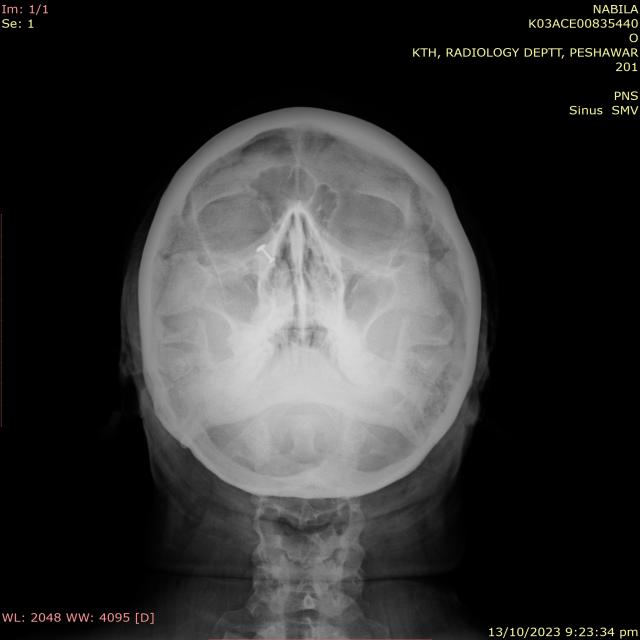 Im: 1/1
Se: 1
NABILA
K03ACE00835440
O
KTH, RADIOLOGY DEPTT, PESHAWAR
201
PNS
Sinus SMV
WL: 2048 WW: 4095 [D]
13/10/2023 9:23:34 pm